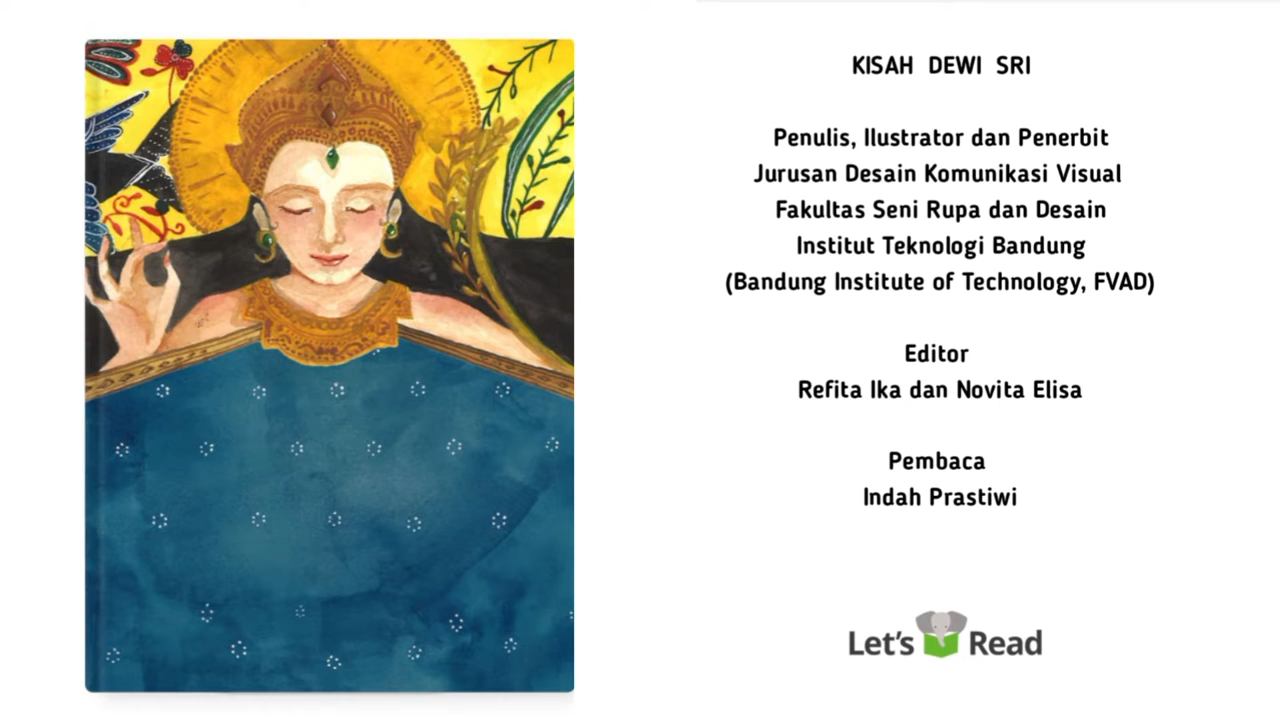 KISAH DEWI SRI
Penulis, Ilustrator dan Penerbit
Jurusan Desain Komunikasi Visual
Fakultas Seni Rupa dan Desain
Institut Teknologi Bandung
(Bandung Institute of Technology, FVAD)
Editor
Refita Ika dan Novita Elisa
Pembaca
Indah Prastiwi
Let's Read